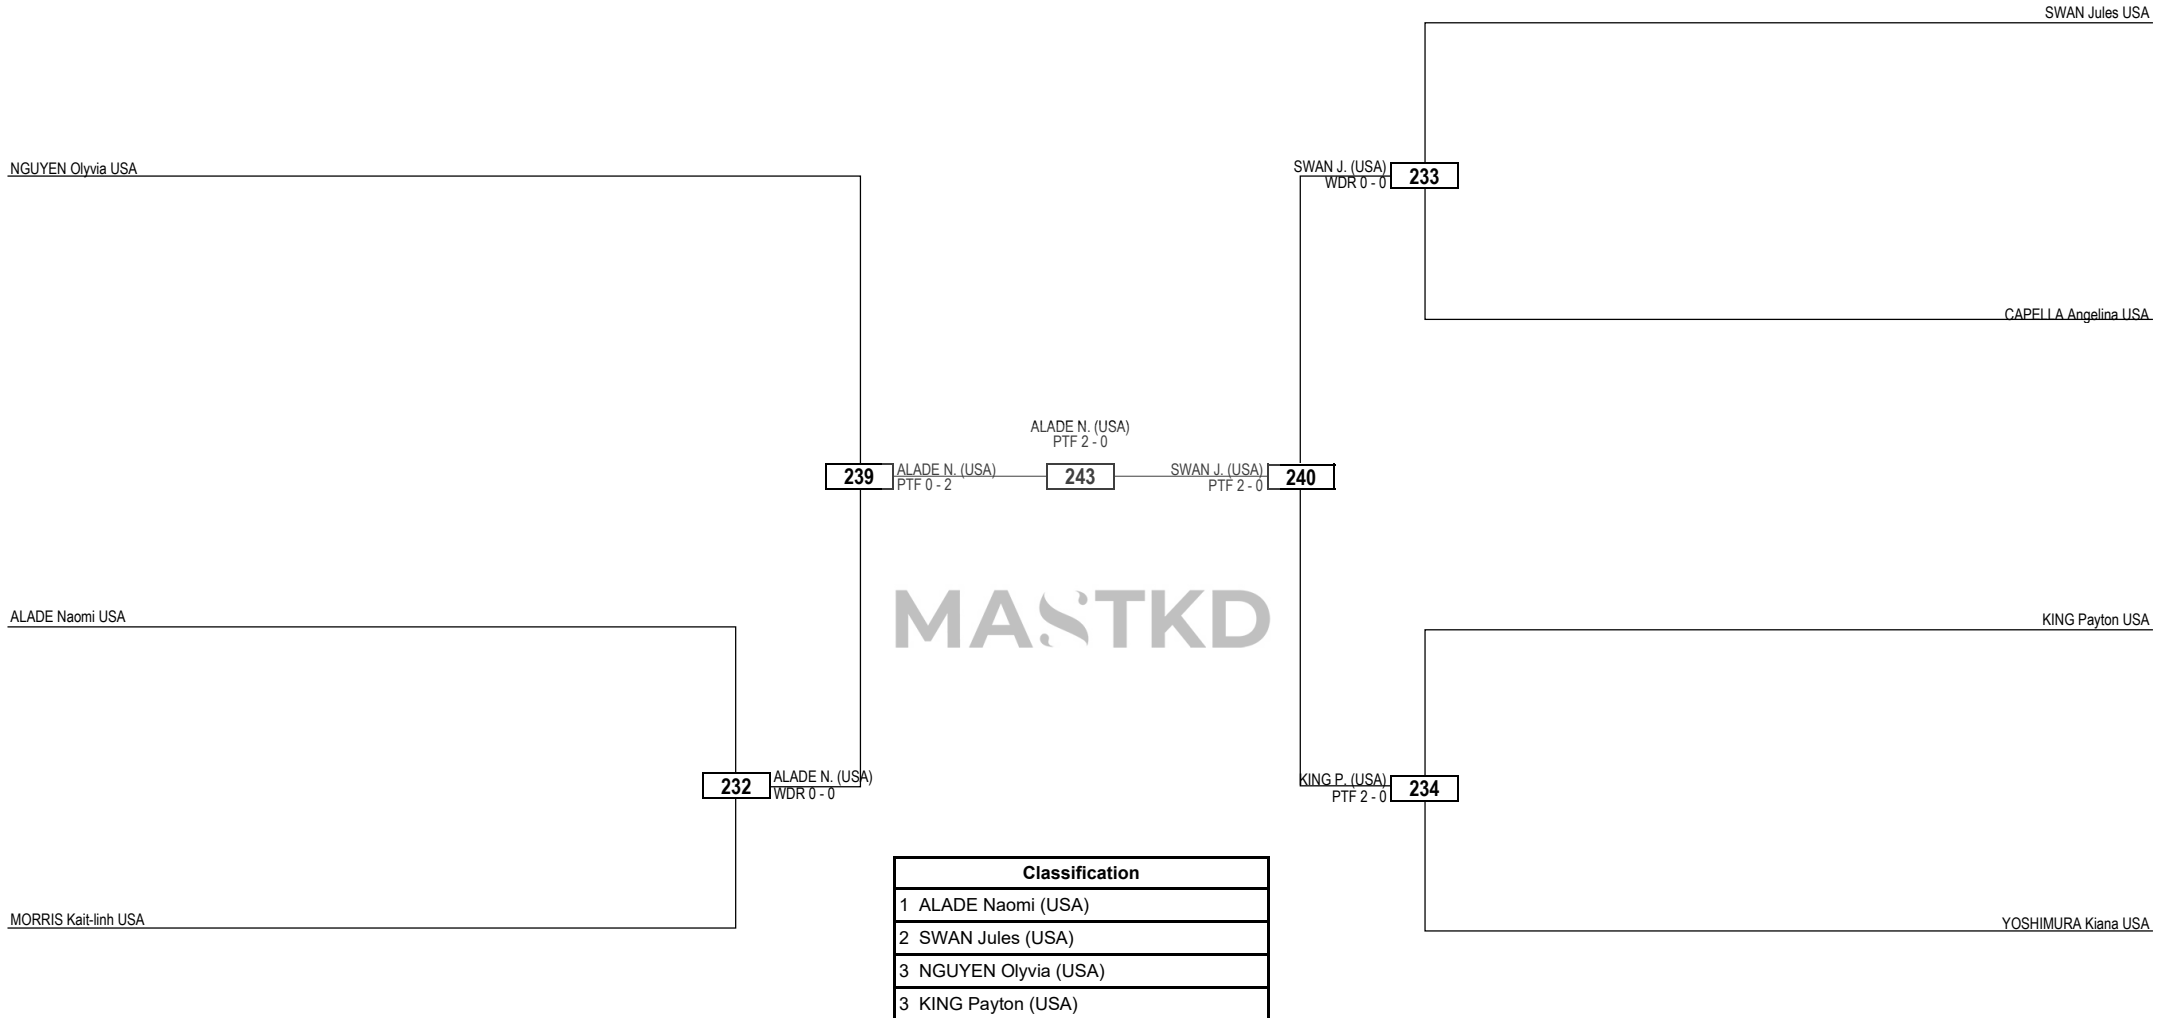 SWAN Jules USA
NGUYEN Olyvia USA
SWAN J. (USA)
WDR 0 - 0
233
CAPELLA Angelina USA
ALADE N. (USA)
PTF 2 - 0
239
ALADE N. (USA)
PTF 0 - 2
243
SWAN J. (USA)
PTF 2 - 0
240
MASTKD
ALADE Naomi USA
KING Payton USA
232
ALADE N. (USA)
WDR 0 - 0
KING P. (USA)
PTF 2 - 0
234
MORRIS Kait-linh USA
YOSHIMURA Kiana USA
Classification
1 ALADE Naomi (USA)
2 SWAN Jules (USA)
3 NGUYEN Olyvia (USA)
3 KING Payton (USA)